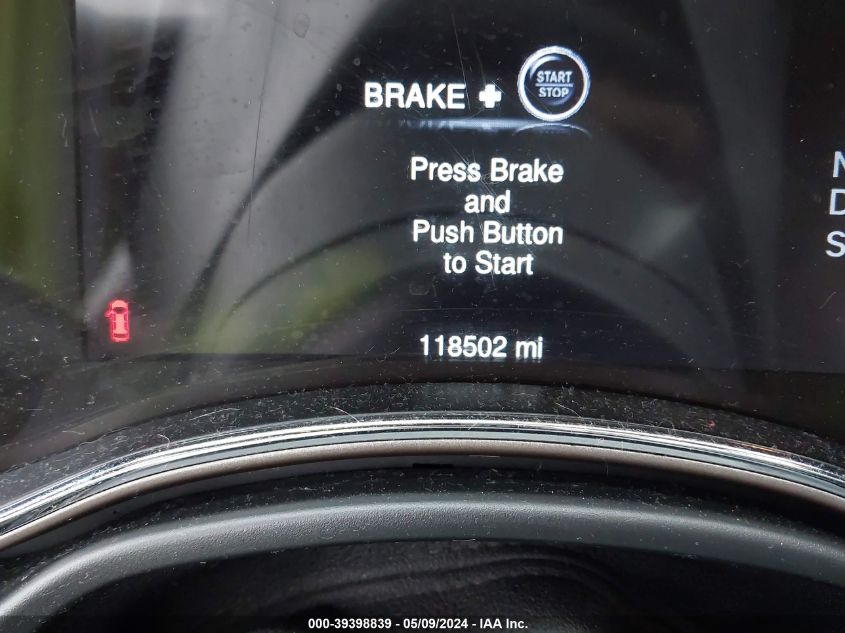 BRAKE + START STOP
Press Brake
and
Push Button
to Start
118502 mi
000-39398839 - 05/09/2024 - IAA Inc.